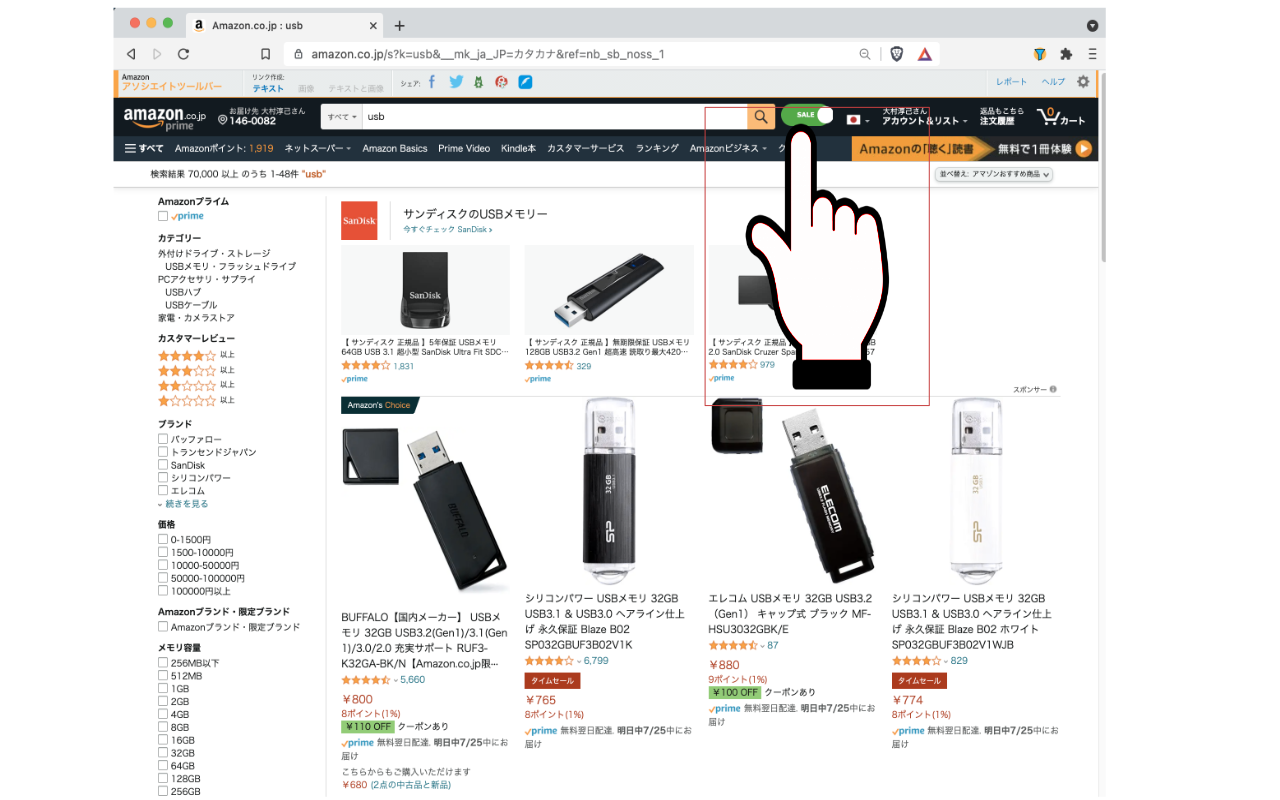 Amazon.co.jp : usb
amazon.co.jp/s?k=usb&__mk_ja_JP=カタカナ&ref=nb_sb_noss_1
Amazon
アソシエイトツールバー
リンク作成:
テキスト 画像 テキストと画像
シェア:
レポート ヘルプ
amazon.co.jp
prime
お届け先 大村淳己さん
146-0082
すべて
usb
SALE
大村淳己さん
アカウント&リスト
返品もこちら
注文履歴
0
カート
すべて Amazonポイント: 1,919 ネットスーパー Amazon Basics Prime Video Kindle本 カスタマーサービス ランキング Amazonビジネス ク
Amazonの「聴く」読書 無料で1冊体験
検索結果 70,000 以上 のうち 1-48件 "usb"
並べ替え: アマゾンおすすめ商品
Amazonプライム
prime
カテゴリー
外付けドライブ・ストレージ
USBメモリ・フラッシュドライブ
PCアクセサリ・サプライ
USBハブ
USBケーブル
家電・カメラストア
カスタマーレビュー
以上
以上
以上
以上
ブランド
バッファロー
トランセンドジャパン
SanDisk
シリコンパワー
エレコム
続きを見る
価格
0-1500円
1500-10000円
10000-50000円
50000-100000円
100000円以上
Amazonブランド・限定ブランド
Amazonブランド・限定ブランド
メモリ容量
256MB以下
512MB
1GB
2GB
4GB
8GB
16GB
32GB
64GB
128GB
256GB
SanDisk
サンディスクのUSBメモリー
今すぐチェック SanDisk ›
SanDisk
【 サンディスク 正規品 】5年保証 USBメモリ
64GB USB 3.1 超小型 SanDisk Ultra Fit SDC…
1,831
prime
【 サンディスク 正規品 】無期限保証 USBメモリ
128GB USB3.2 Gen1 超高速 読取り最大420…
329
prime
【 サンディスク 正規品 】
2.0 SanDisk Cruzer Spa
979
prime
スポンサー
Amazon's Choice
BUFFALO
BUFFALO【国内メーカー】 USBメ
モリ 32GB USB3.2(Gen1)/3.1(Gen
1)/3.0/2.0 充実サポート RUF3-
K32GA-BK/N【Amazon.co.jp限…
5,660
￥800
8ポイント(1%)
￥110 OFF クーポンあり
prime 無料翌日配達, 明日中7/25中にお
届け
こちらからもご購入いただけます
￥680 (2点の中古品と新品)
32 GB
SP
シリコンパワー USBメモリ 32GB
USB3.1 & USB3.0 ヘアライン仕上
げ 永久保証 Blaze B02
SP032GBUF3B02V1K
6,799
タイムセール
￥765
8ポイント(1%)
prime 無料翌日配達, 明日中7/25中にお
届け
ELECOM
エレコム USBメモリ 32GB USB3.2
（Gen1） キャップ式 ブラック MF-
HSU3032GBK/E
87
￥880
9ポイント(1%)
￥100 OFF クーポンあり
prime 無料翌日配達, 明日中7/25中にお
届け
32 GB
SP
シリコンパワー USBメモリ 32GB
USB3.1 & USB3.0 ヘアライン仕上
げ 永久保証 Blaze B02 ホワイト
SP032GBUF3B02V1WJB
829
タイムセール
￥774
8ポイント(1%)
prime 無料翌日配達, 明日中7/25中にお
届け